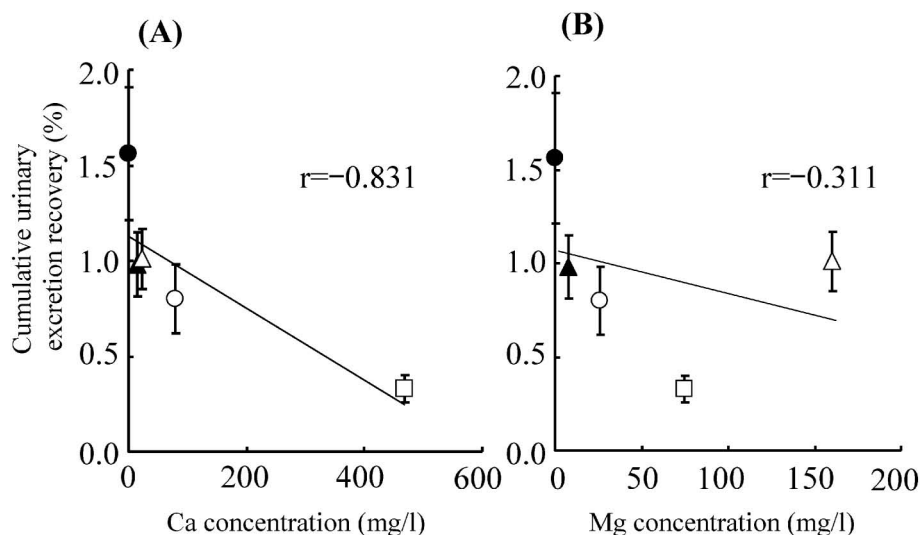 (A)
(B)
Cumulative urinary
excretion recovery (%)
2.0
1.5
1.0
0.5
0.0
r=−0.831
0
200
400
600
Ca concentration (mg/l)
2.0
1.5
1.0
0.5
0.0
r=−0.311
0
50
100
150
200
Mg concentration (mg/l)